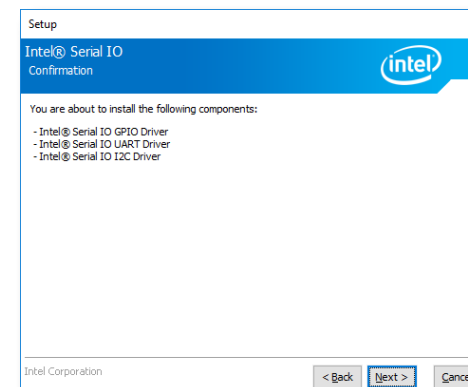 Setup
Intel® Serial IO
Confirmation
intel
You are about to install the following components:
- Intel® Serial IO GPIO Driver
- Intel® Serial IO UART Driver
- Intel® Serial IO I2C Driver
Intel Corporation
< Back Next > Cance